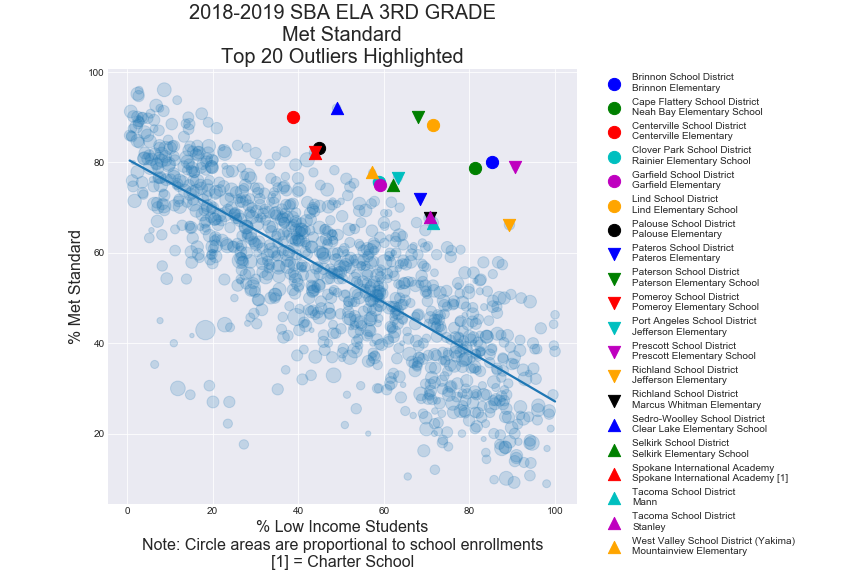 2018-2019 SBA ELA 3RD GRADE
Met Standard
Top 20 Outliers Highlighted
% Met Standard
100
80
60
40
20
0
20
40
60
80
100
% Low Income Students
Note: Circle areas are proportional to school enrollments
[1] = Charter School
Brinnon School District
Brinnon Elementary
Cape Flattery School District
Neah Bay Elementary School
Centerville School District
Centerville Elementary
Clover Park School District
Rainier Elementary School
Garfield School District
Garfield Elementary
Lind School District
Lind Elementary School
Palouse School District
Palouse Elementary
Pateros School District
Pateros Elementary
Paterson School District
Paterson Elementary School
Pomeroy School District
Pomeroy Elementary School
Port Angeles School District
Jefferson Elementary
Prescott School District
Prescott Elementary School
Richland School District
Jefferson Elementary
Richland School District
Marcus Whitman Elementary
Sedro-Woolley School District
Clear Lake Elementary School
Selkirk School District
Selkirk Elementary School
Spokane International Academy
Spokane International Academy [1]
Tacoma School District
Mann
Tacoma School District
Stanley
West Valley School District (Yakima)
Mountainview Elementary